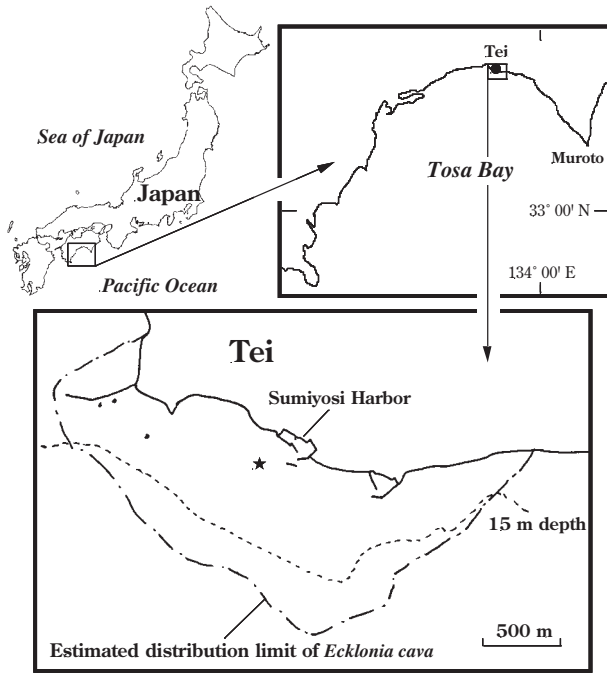 Sea of Japan
Japan
Pacific Ocean
Tei
Tosa Bay
Muroto
33° 00' N
134° 00' E
Tei
Sumiyosi Harbor
15 m depth
Estimated distribution limit of Ecklonia cava
500 m